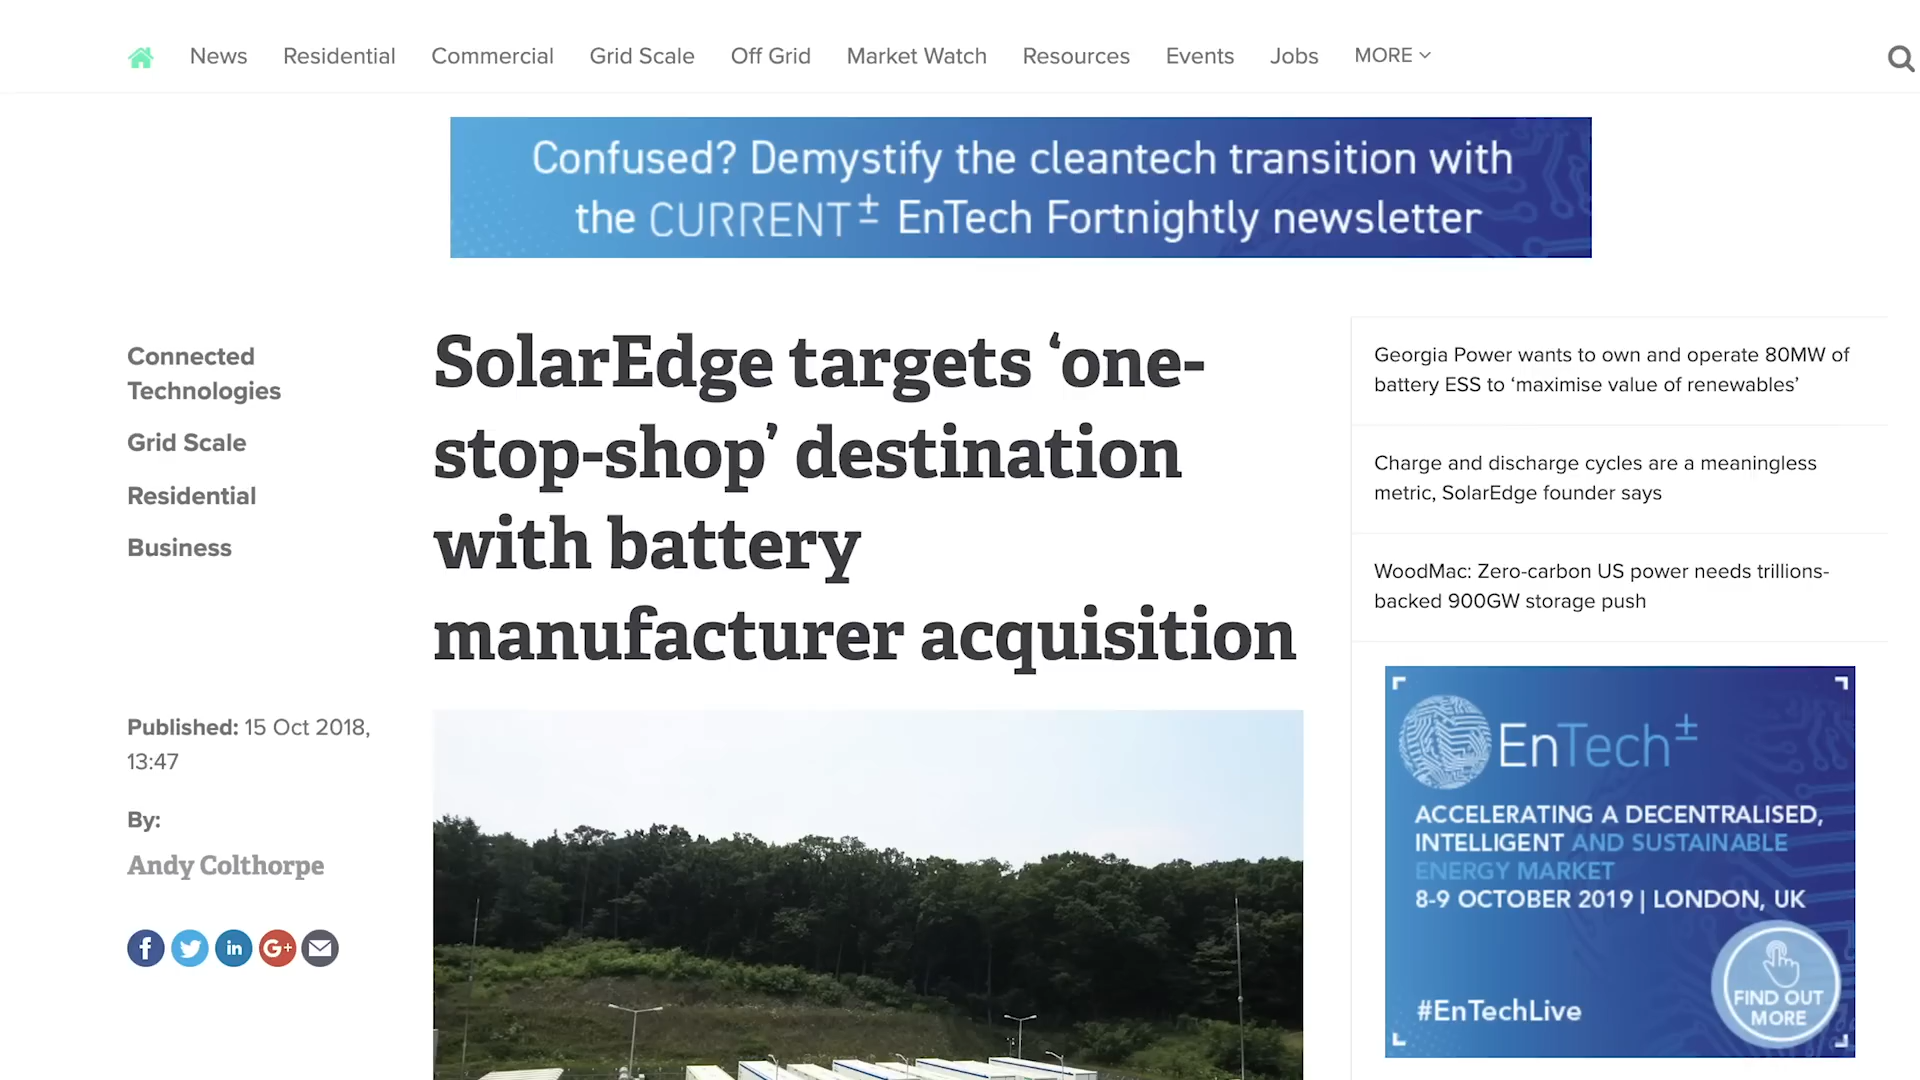 News Residential Commercial Grid Scale Off Grid Market Watch Resources Events Jobs MORE
Confused? Demystify the cleantech transition with
the CURRENT± EnTech Fortnightly newsletter
Connected
Technologies
Grid Scale
Residential
Business
Published: 15 Oct 2018,
13:47
By:
Andy Colthorpe
SolarEdge targets ‘one-
stop-shop’ destination
with battery
manufacturer acquisition
Georgia Power wants to own and operate 80MW of
battery ESS to ‘maximise value of renewables’
Charge and discharge cycles are a meaningless
metric, SolarEdge founder says
WoodMac: Zero-carbon US power needs trillions-
backed 900GW storage push
EnTech±
ACCELERATING A DECENTRALISED,
INTELLIGENT AND SUSTAINABLE
ENERGY MARKET
8-9 OCTOBER 2019 | LONDON, UK
#EnTechLive
FIND OUT
MORE